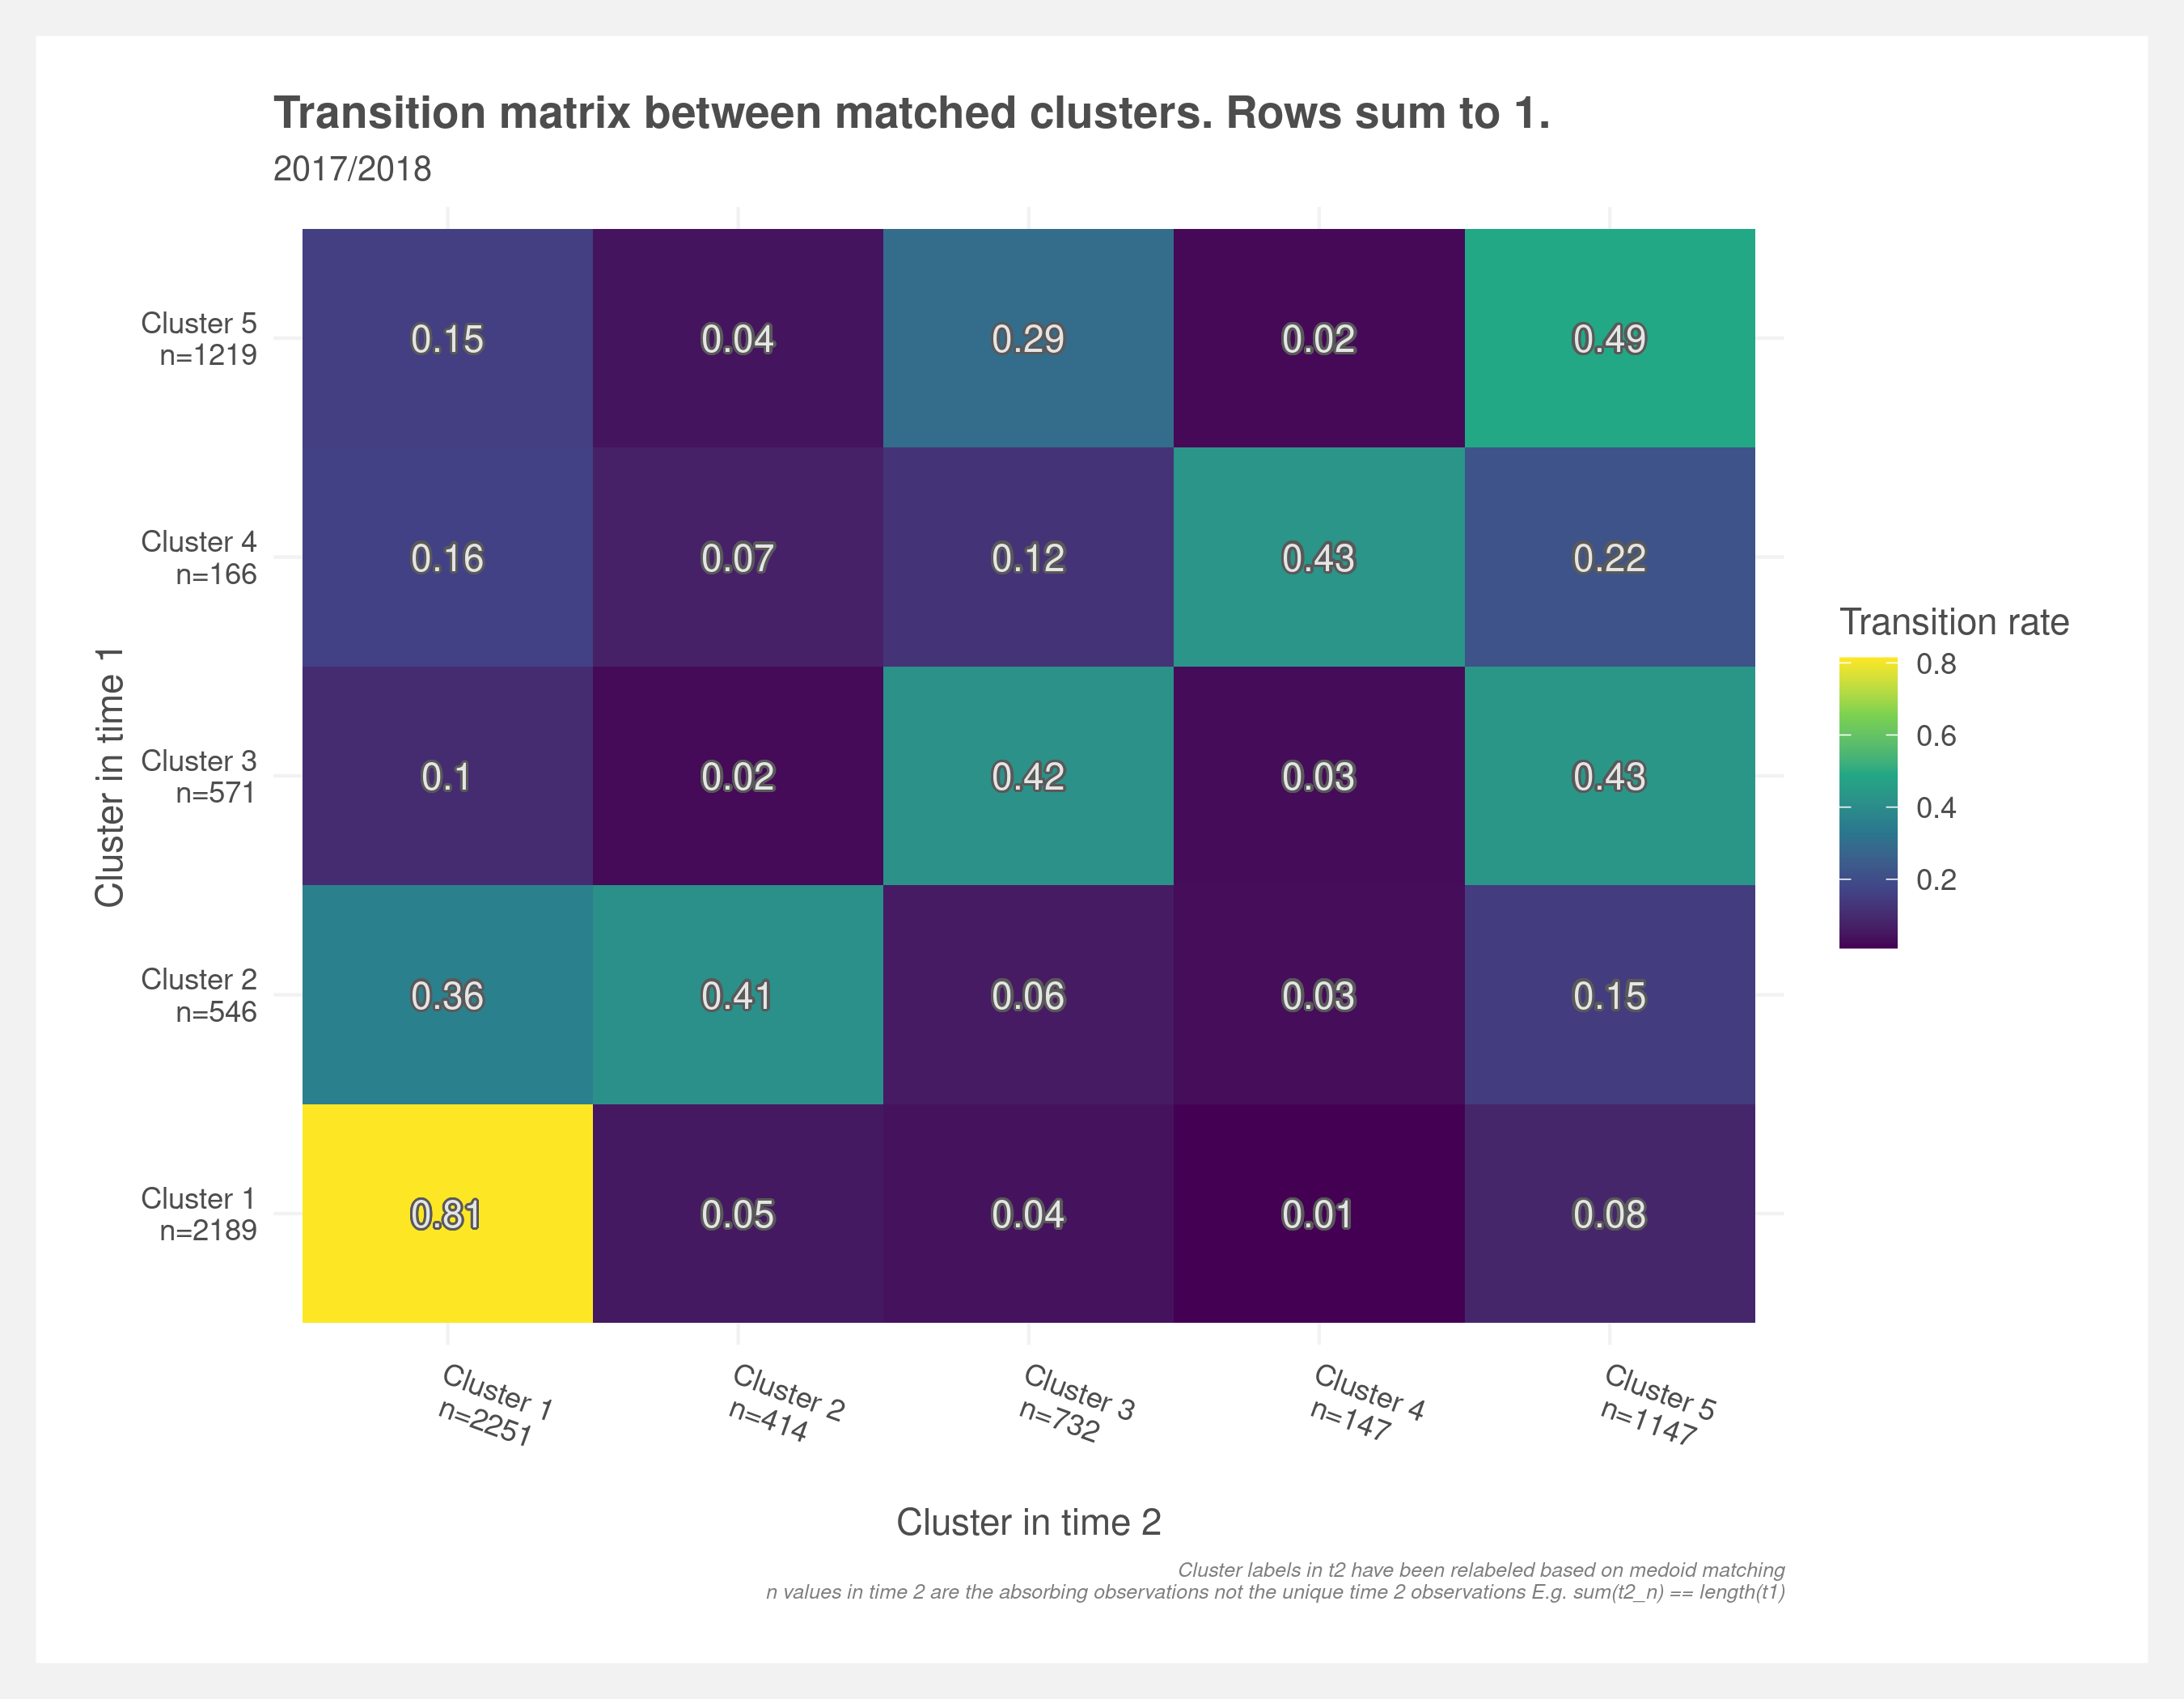 Transition matrix between matched clusters. Rows sum to 1.
2017/2018
Cluster in time 1
Cluster 5
n=1219
0.15 0.04 0.29 0.02 0.49
Cluster 4
n=166
0.16 0.07 0.12 0.43 0.22
Cluster 3
n=571
0.1 0.02 0.42 0.03 0.43
Cluster 2
n=546
0.36 0.41 0.06 0.03 0.15
Cluster 1
n=2189
0.81 0.05 0.04 0.01 0.08
Cluster 1
n=2251
Cluster 2
n=414
Cluster 3
n=732
Cluster 4
n=147
Cluster 5
n=1147
Cluster in time 2
Transition rate
0.8
0.6
0.4
0.2
Cluster labels in t2 have been relabeled based on medoid matching
n values in time 2 are the absorbing observations not the unique time 2 observations E.g. sum(t2_n) == length(t1)